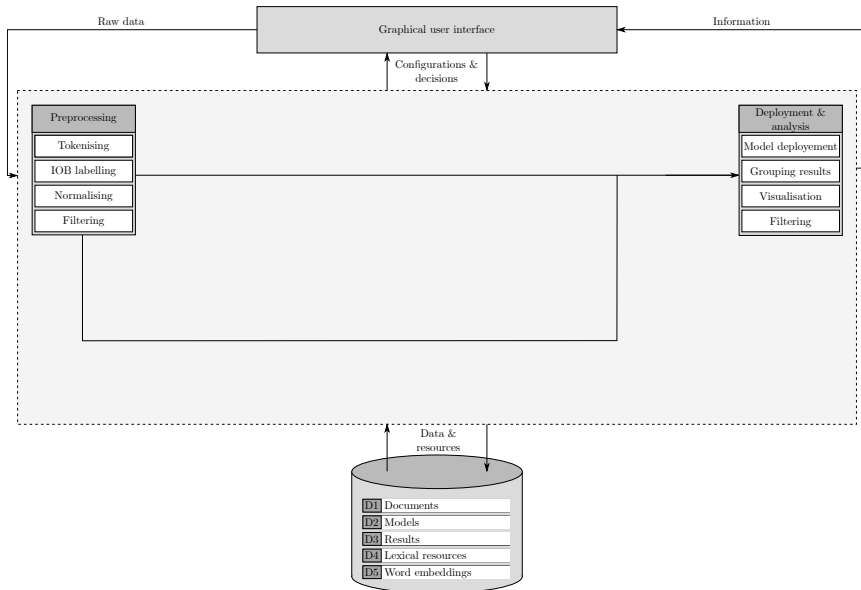 Raw data
Graphical user interface
Information
Configurations &
decisions
Preprocessing
Tokenising
IOB labelling
Normalising
Filtering
Deployment &
analysis
Model deployement
Grouping results
Visualisation
Filtering
Data &
resources
D1 Documents
D2 Models
D3 Results
D4 Lexical resources
D5 Word embeddings